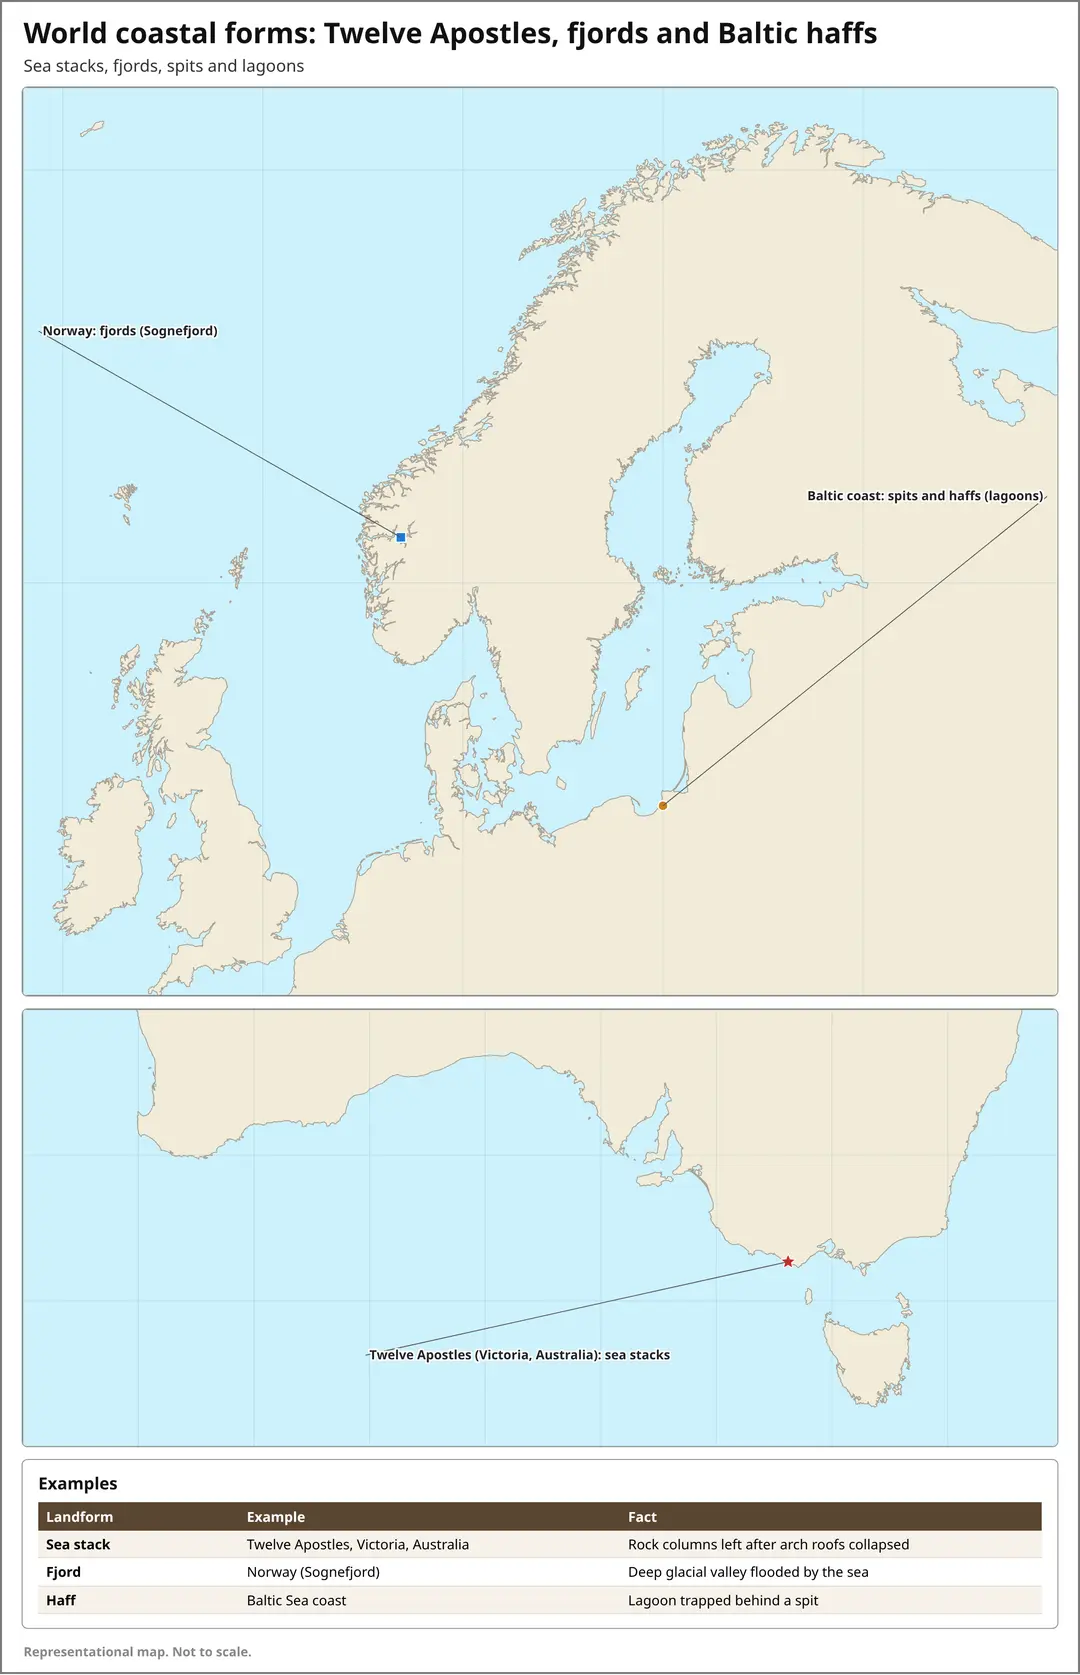 World coastal forms: Twelve Apostles, fjords and Baltic haffs
Sea stacks, fjords, spits and lagoons
Norway: fjords (Sognefjord)
Baltic coast: spits and haffs (lagoons)
Twelve Apostles (Victoria, Australia): sea stacks
Examples
Landform Example Fact
Sea stack Twelve Apostles, Victoria, Australia Rock columns left after arch roofs collapsed
Fjord Norway (Sognefjord) Deep glacial valley flooded by the sea
Haff Baltic Sea coast Lagoon trapped behind a spit
Representational map. Not to scale.